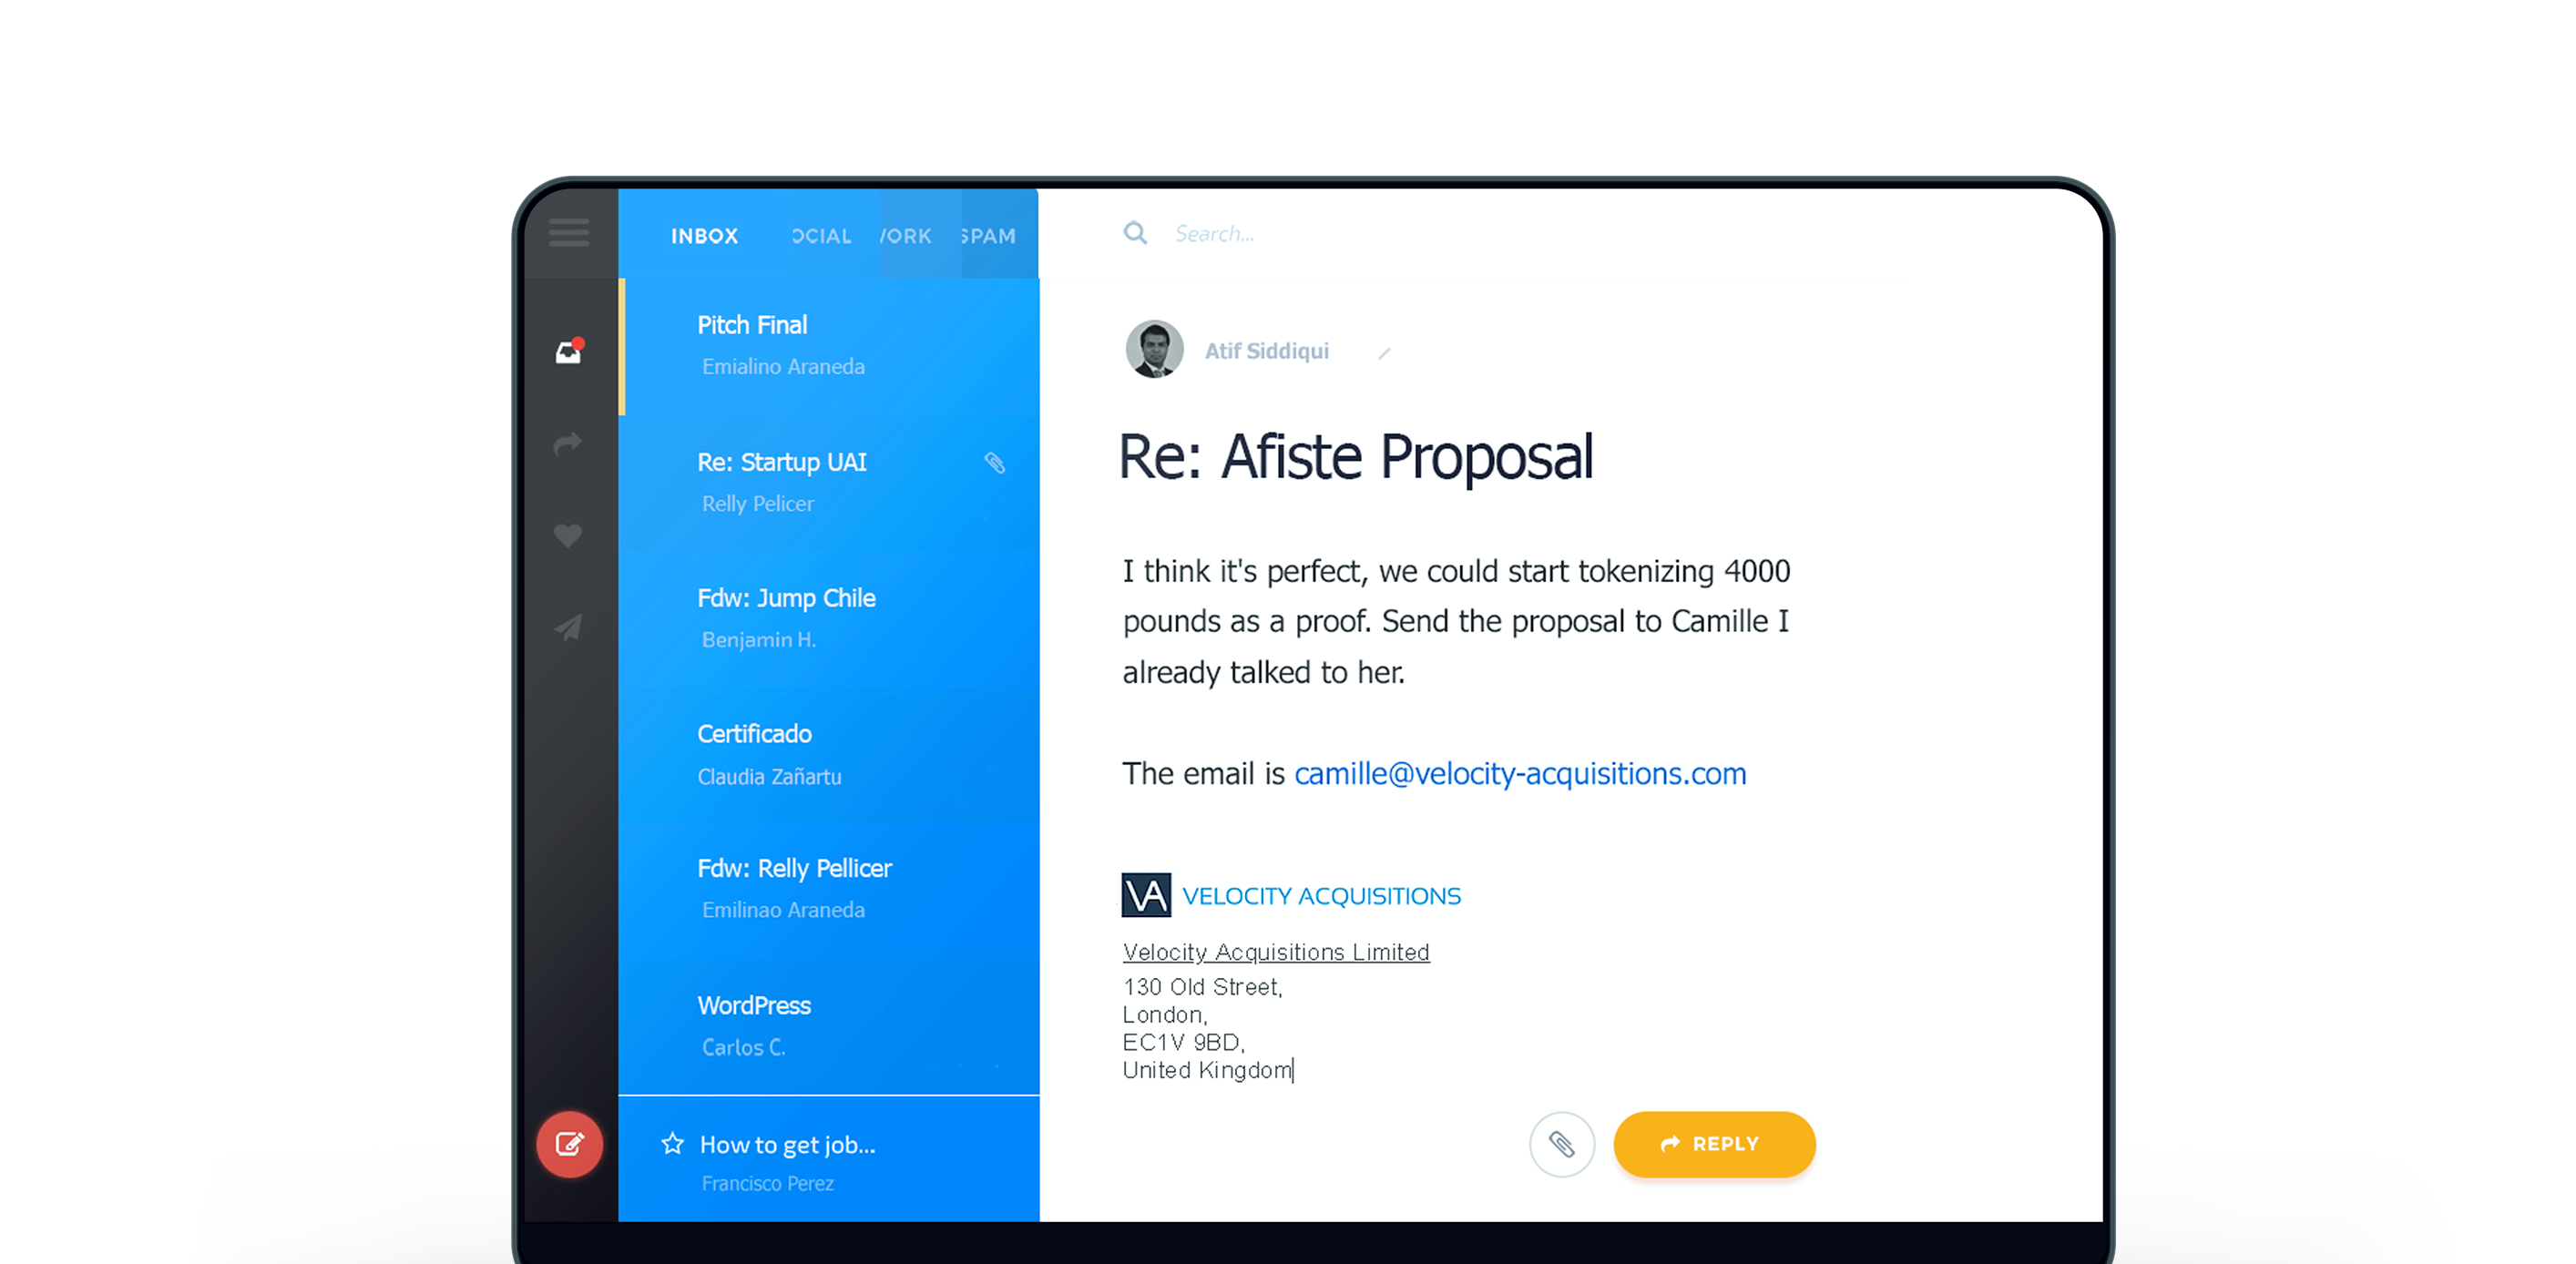 INBOX
OCIAL
/ORK
SPAM
Pitch Final
Emialino Araneda
Re: Startup UAI
Relly Pelicer
Fdw: Jump Chile
Benjamin H.
Certificado
Claudia Zañartu
Fdw: Relly Pellicer
Emilinao Araneda
WordPress
Carlos C.
How to get job...
Francisco Perez
Search...
Atif Siddiqui
Re: Afiste Proposal
I think it's perfect, we could start tokenizing 4000
pounds as a proof. Send the proposal to Camille I
already talked to her.
The email is camille@velocity-acquisitions.com
VA VELOCITY ACQUISITIONS
Velocity Acquisitions Limited
130 Old Street,
London,
EC1V 9BD,
United Kingdom
REPLY